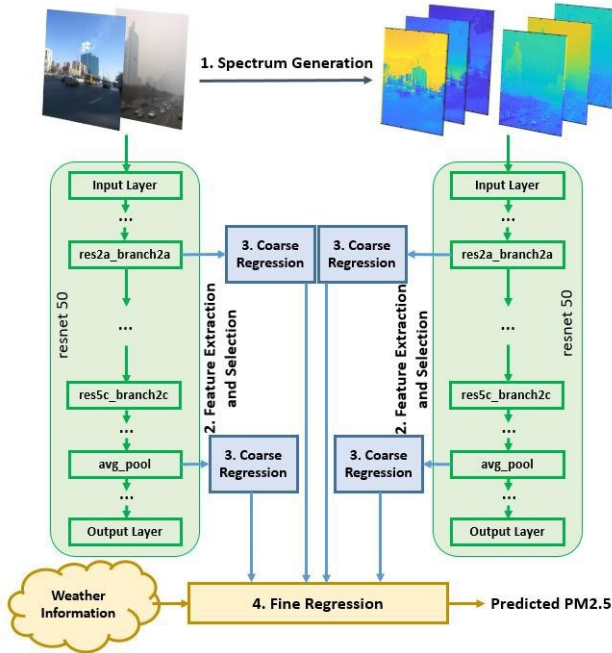 1. Spectrum Generation
Input Layer
...
res2a_branch2a
...
res5c_branch2c
...
avg_pool
...
Output Layer
resnet 50
2. Feature Extraction
and Selection
3. Coarse
Regression
3. Coarse
Regression
3. Coarse
Regression
3. Coarse
Regression
2. Feature Extraction
and Selection
Input Layer
...
res2a_branch2a
...
res5c_branch2c
...
avg_pool
...
Output Layer
resnet 50
Weather
Information
4. Fine Regression
Predicted PM2.5